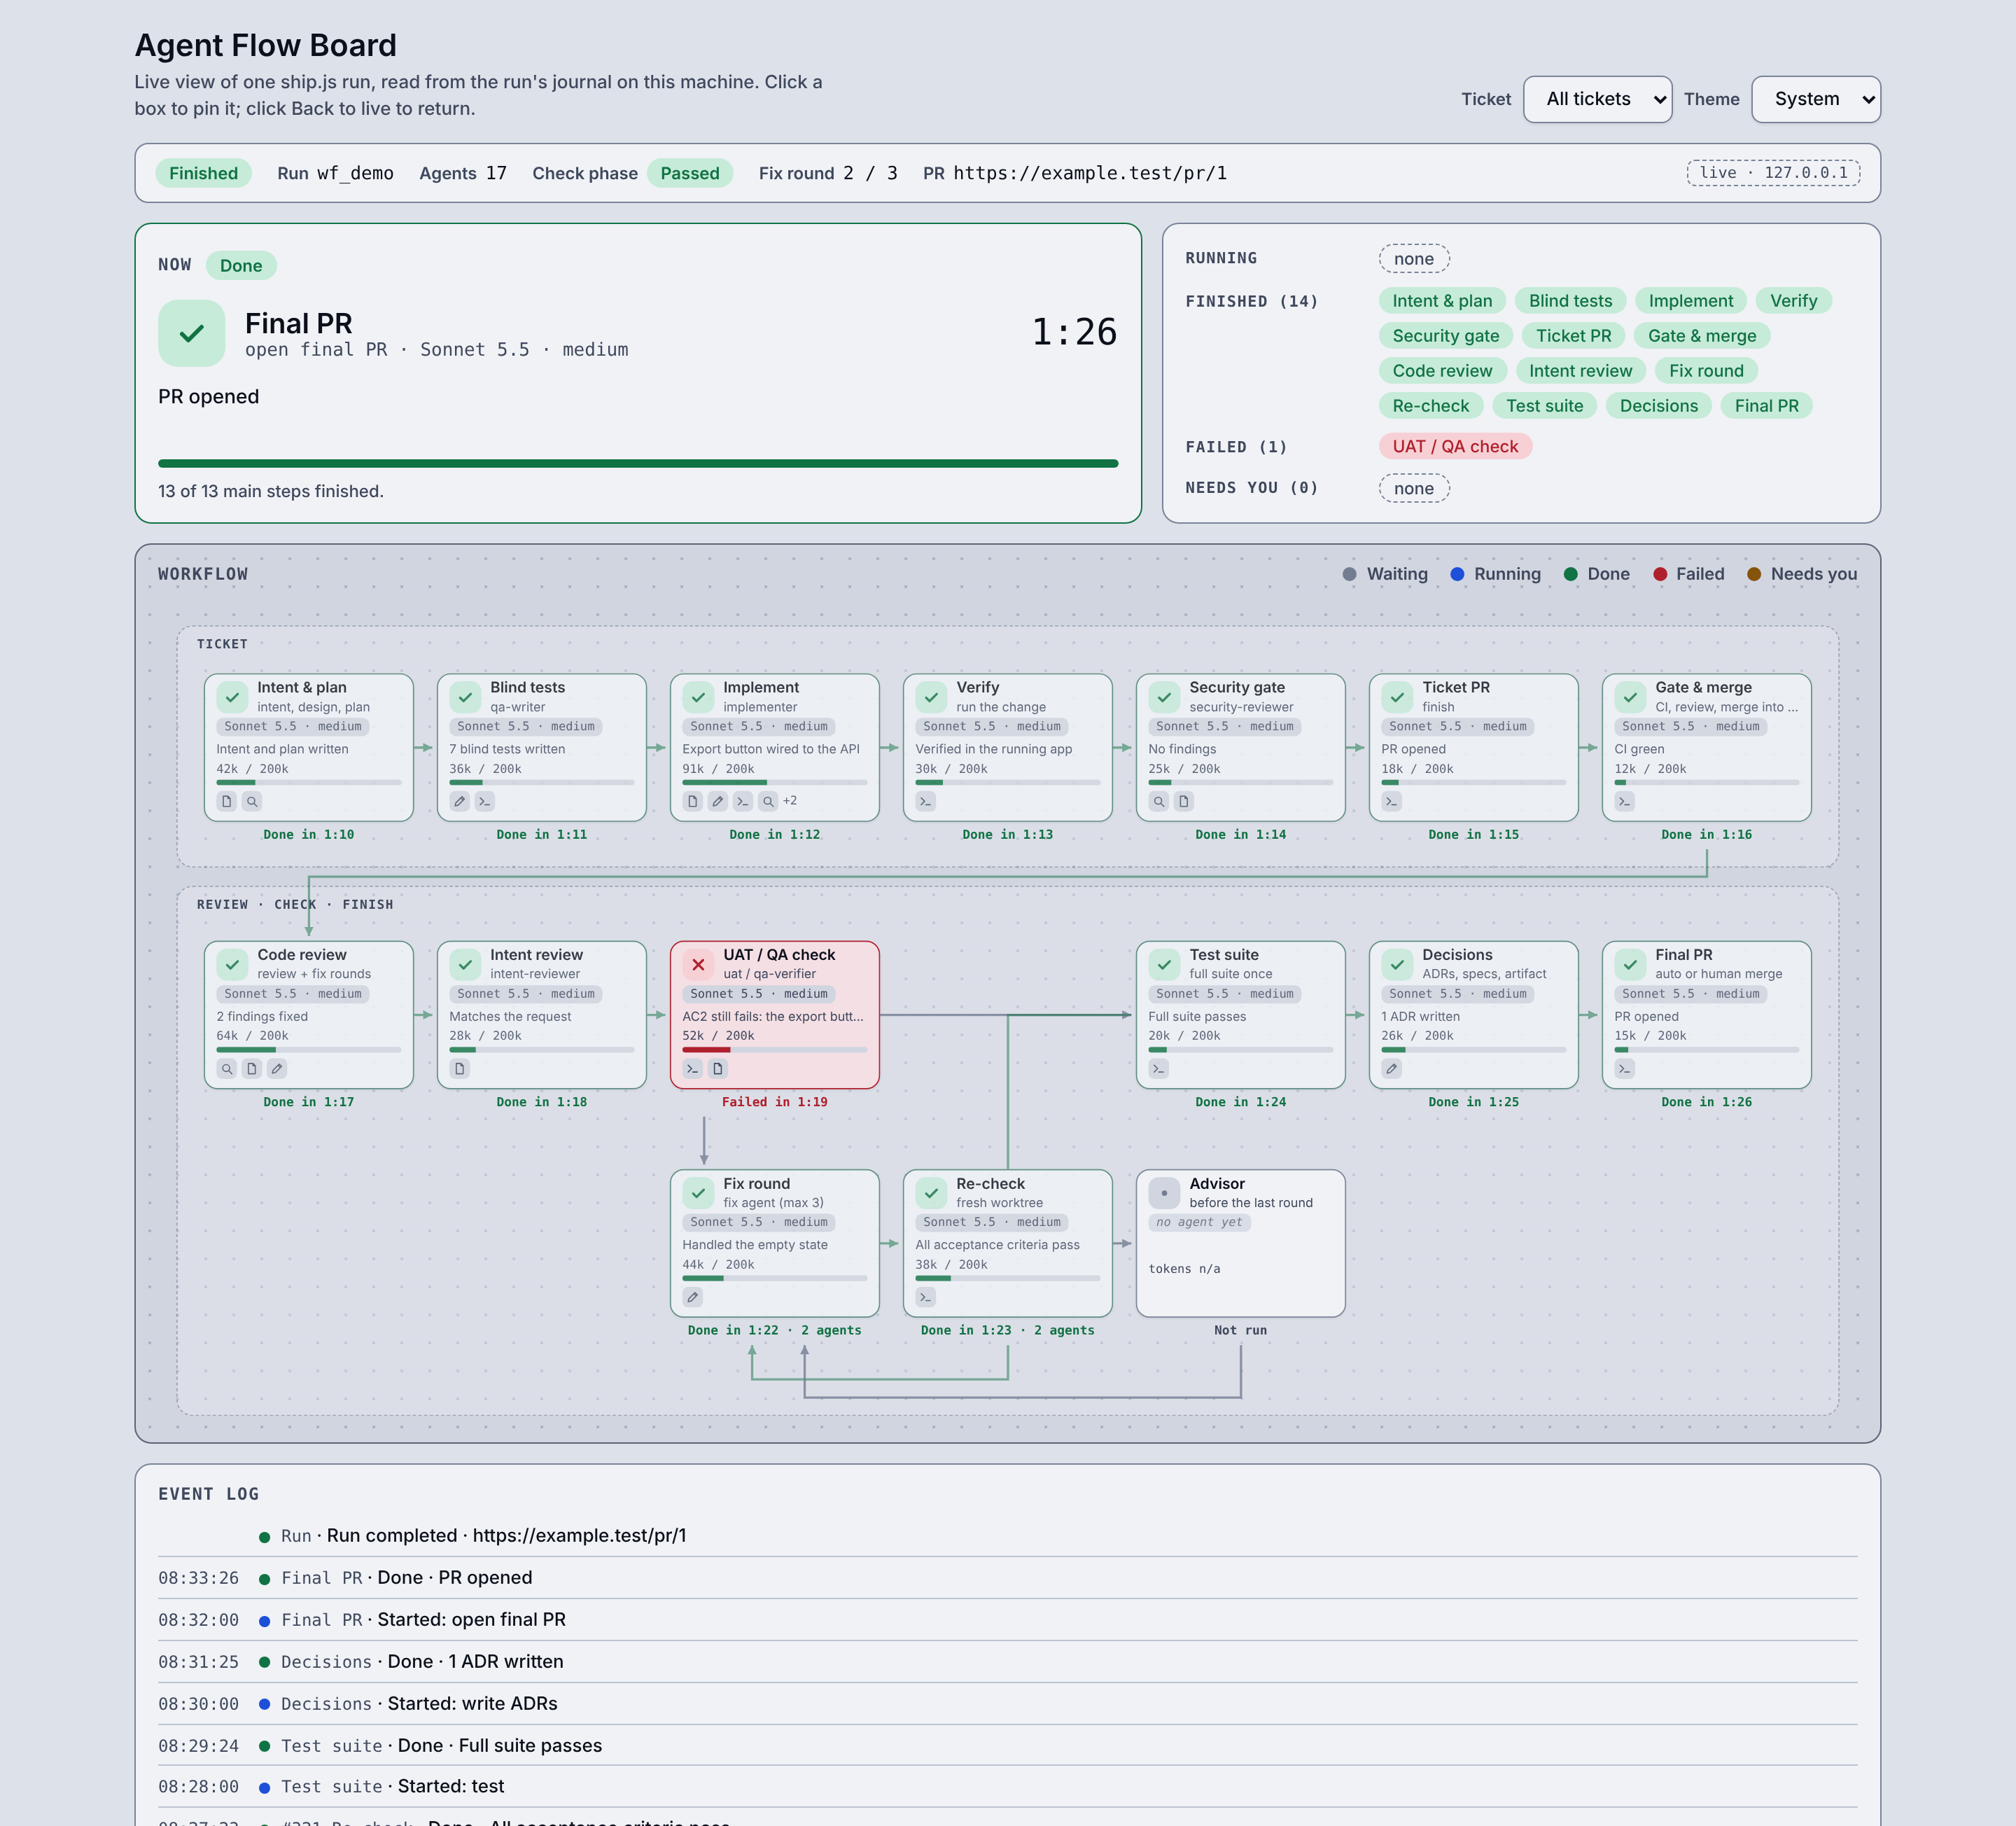 Agent Flow Board
Live view of one ship.js run, read from the run's journal on this machine. Click a
box to pin it; click Back to live to return.
Ticket All tickets Theme System
Finished Run wf_demo Agents 17 Check phase Passed Fix round 2 / 3 PR https://example.test/pr/1 live · 127.0.0.1
NOW Done
Final PR
open final PR · Sonnet 5.5 · medium
1:26
PR opened
13 of 13 main steps finished.
RUNNING none
FINISHED (14) Intent & plan Blind tests Implement Verify
Security gate Ticket PR Gate & merge
Code review Intent review Fix round
Re-check Test suite Decisions Final PR
FAILED (1) UAT / QA check
NEEDS YOU (0) none
WORKFLOW Waiting Running Done Failed Needs you
TICKET
Intent & plan
intent, design, plan
Sonnet 5.5 · medium
Intent and plan written
42k / 200k
Done in 1:10
Blind tests
qa-writer
Sonnet 5.5 · medium
7 blind tests written
36k / 200k
Done in 1:11
Implement
implementer
Sonnet 5.5 · medium
Export button wired to the API
91k / 200k
+2
Done in 1:12
Verify
run the change
Sonnet 5.5 · medium
Verified in the running app
30k / 200k
Done in 1:13
Security gate
security-reviewer
Sonnet 5.5 · medium
No findings
25k / 200k
Done in 1:14
Ticket PR
finish
Sonnet 5.5 · medium
PR opened
18k / 200k
Done in 1:15
Gate & merge
CI, review, merge into ...
Sonnet 5.5 · medium
CI green
12k / 200k
Done in 1:16
REVIEW · CHECK · FINISH
Code review
review + fix rounds
Sonnet 5.5 · medium
2 findings fixed
64k / 200k
Done in 1:17
Intent review
intent-reviewer
Sonnet 5.5 · medium
Matches the request
28k / 200k
Done in 1:18
UAT / QA check
uat / qa-verifier
Sonnet 5.5 · medium
AC2 still fails: the export butt...
52k / 200k
Failed in 1:19
Test suite
full suite once
Sonnet 5.5 · medium
Full suite passes
20k / 200k
Done in 1:24
Decisions
ADRs, specs, artifact
Sonnet 5.5 · medium
1 ADR written
26k / 200k
Done in 1:25
Final PR
auto or human merge
Sonnet 5.5 · medium
PR opened
15k / 200k
Done in 1:26
Fix round
fix agent (max 3)
Sonnet 5.5 · medium
Handled the empty state
44k / 200k
Done in 1:22 · 2 agents
Re-check
fresh worktree
Sonnet 5.5 · medium
All acceptance criteria pass
38k / 200k
Done in 1:23 · 2 agents
Advisor
before the last round
no agent yet
tokens n/a
Not run
EVENT LOG
Run · Run completed · https://example.test/pr/1
08:33:26 Final PR · Done · PR opened
08:32:00 Final PR · Started: open final PR
08:31:25 Decisions · Done · 1 ADR written
08:30:00 Decisions · Started: write ADRs
08:29:24 Test suite · Done · Full suite passes
08:28:00 Test suite · Started: test